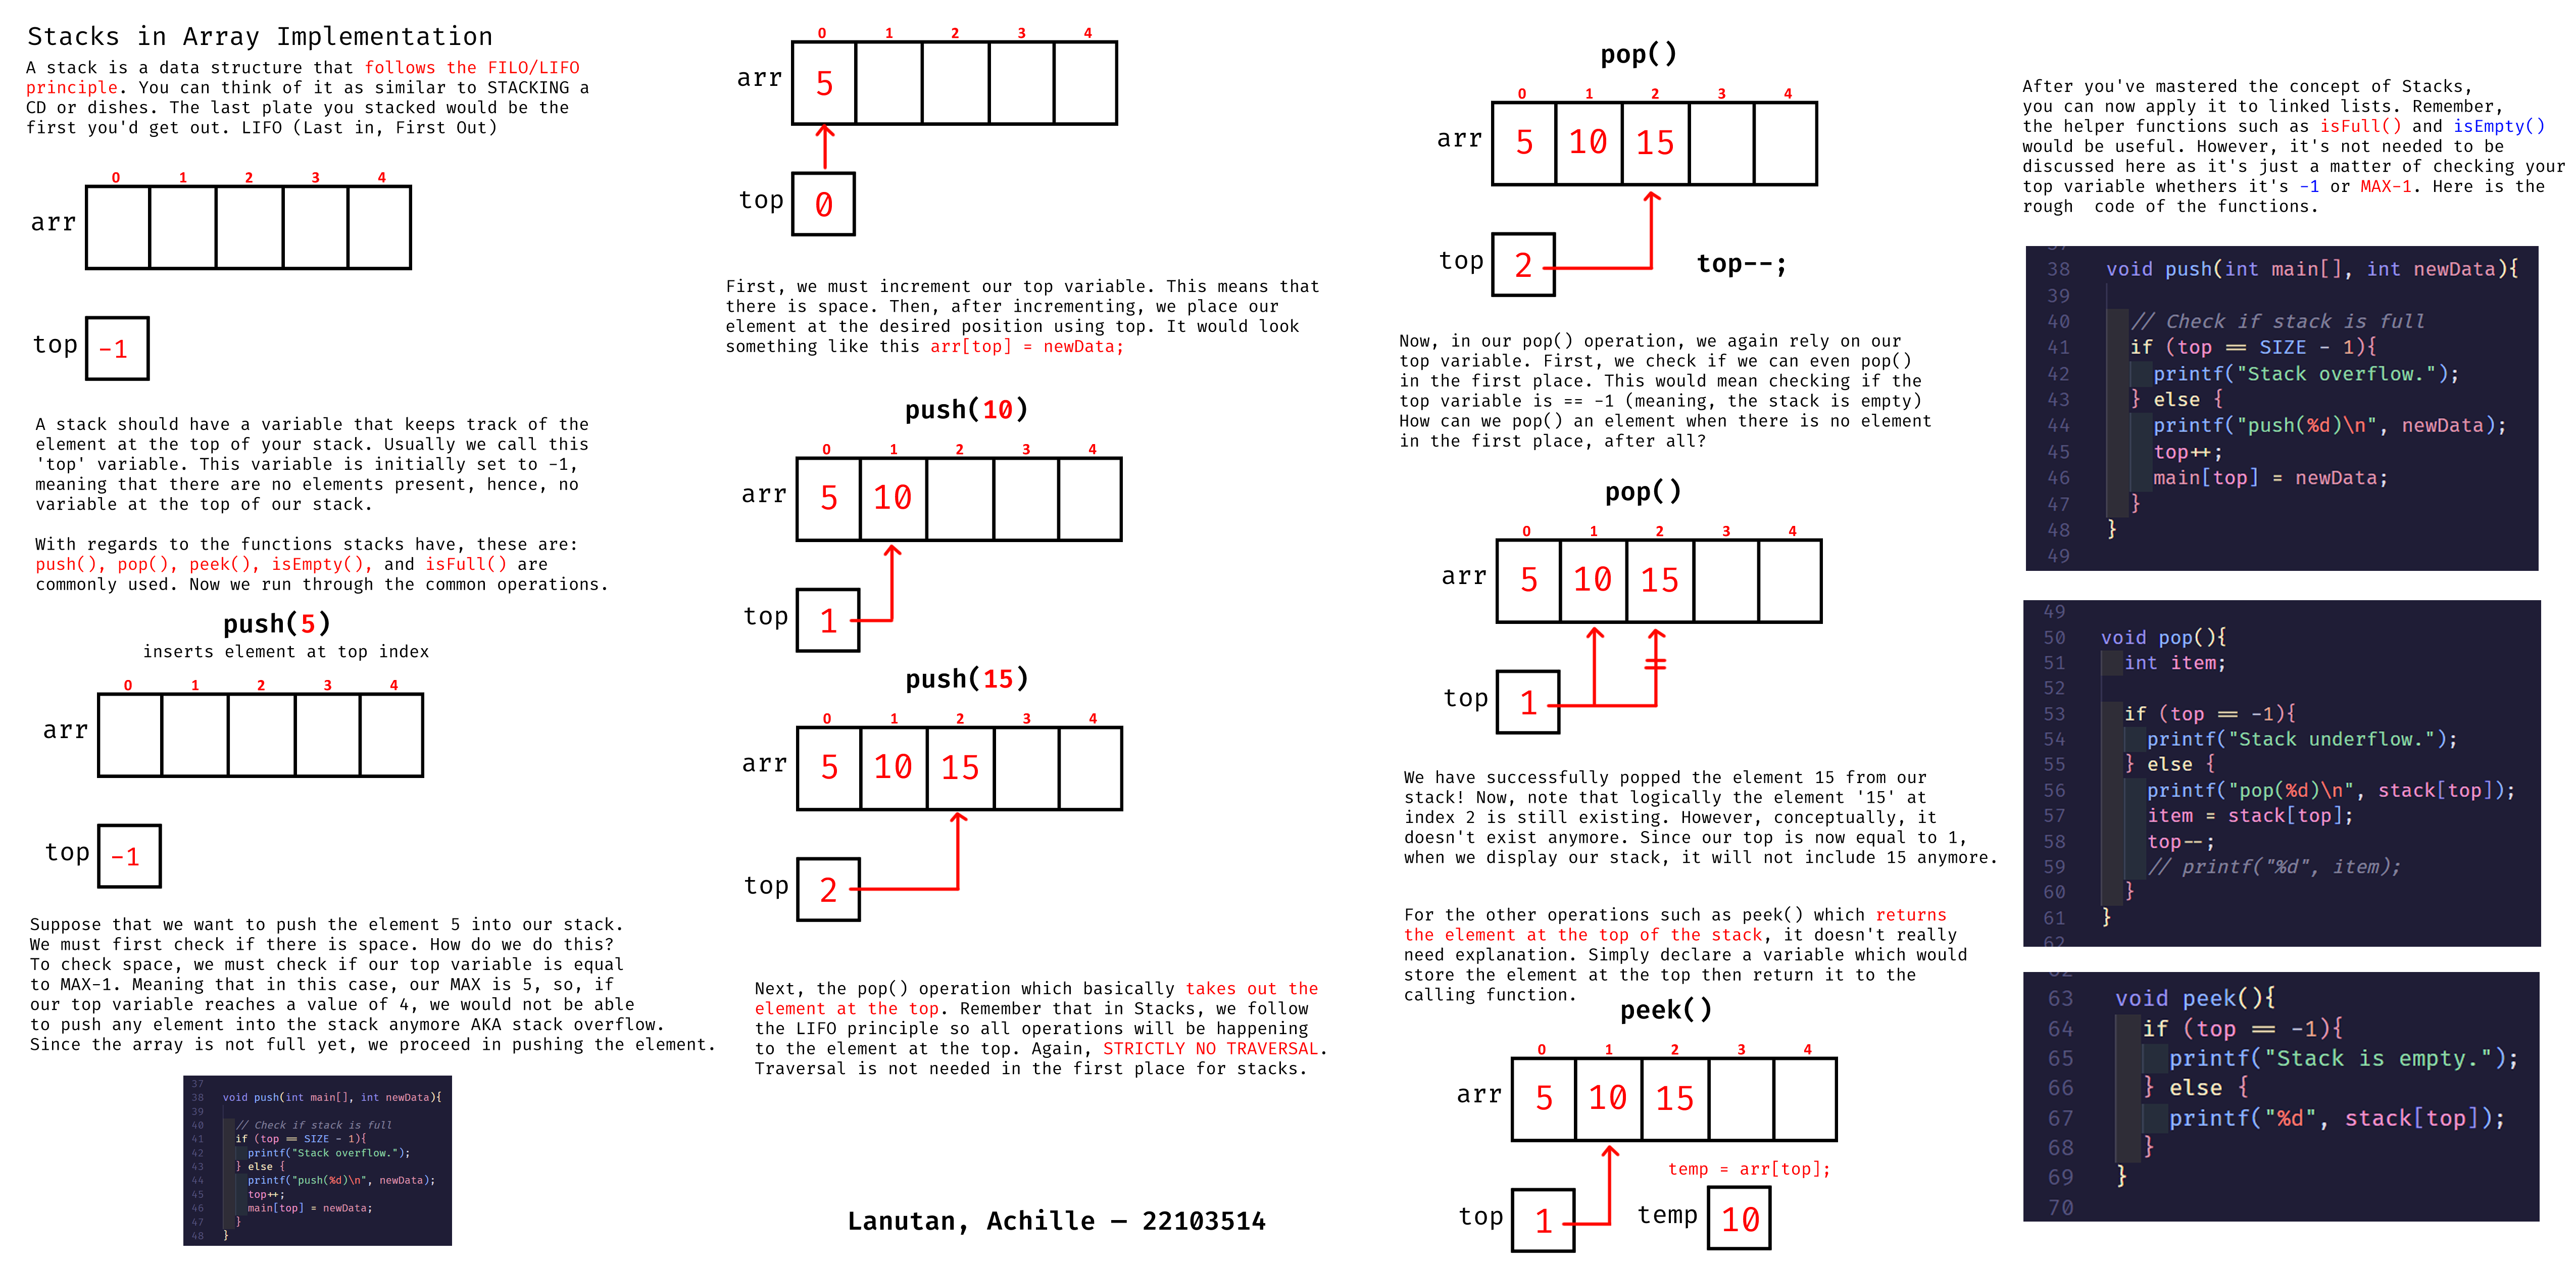 Stacks in Array Implementation
A stack is a data structure that follows the FILO/LIFO
principle. You can think of it as similar to STACKING a
CD or dishes. The last plate you stacked would be the
first you'd get out. LIFO (Last in, First Out)
0 1 2 3 4
arr
top -1
A stack should have a variable that keeps track of the
element at the top of your stack. Usually we call this
'top' variable. This variable is initially set to -1,
meaning that there are no elements present, hence, no
variable at the top of our stack.
With regards to the functions stacks have, these are:
push(), pop(), peek(), isEmpty(), and isFull() are
commonly used. Now we run through the common operations.
push(5)
inserts element at top index
0 1 2 3 4
arr
top -1
Suppose that we want to push the element 5 into our stack.
We must first check if there is space. How do we do this?
To check space, we must check if our top variable is equal
to MAX-1. Meaning that in this case, our MAX is 5, so, if
our top variable reaches a value of 4, we would not be able
to push any element into the stack anymore AKA stack overflow.
Since the array is not full yet, we proceed in pushing the element.
37
38 void push(int main[], int newData){
39
40 // Check if stack is full
41 if (top == SIZE - 1){
42 printf("Stack overflow.");
43 } else {
44 printf("push(%d)\n", newData);
45 top++;
46 main[top] = newData;
47 }
48 }
0 1 2 3 4
arr 5
top 0
First, we must increment our top variable. This means that
there is space. Then, after incrementing, we place our
element at the desired position using top. It would look
something like this arr[top] = newData;
push(10)
0 1 2 3 4
arr 5 10
top 1
push(15)
0 1 2 3 4
arr 5 10 15
top 2
Next, the pop() operation which basically takes out the
element at the top. Remember that in Stacks, we follow
the LIFO principle so all operations will be happening
to the element at the top. Again, STRICTLY NO TRAVERSAL.
Traversal is not needed in the first place for stacks.
Lanutan, Achille – 22103514
pop()
0 1 2 3 4
arr 5 10 15
top 2 top--;
Now, in our pop() operation, we again rely on our
top variable. First, we check if we can even pop()
in the first place. This would mean checking if the
top variable is == -1 (meaning, the stack is empty)
How can we pop() an element when there is no element
in the first place, after all?
pop()
0 1 2 3 4
arr 5 10 15
top 1
We have successfully popped the element 15 from our
stack! Now, note that logically the element '15' at
index 2 is still existing. However, conceptually, it
doesn't exist anymore. Since our top is now equal to 1,
when we display our stack, it will not include 15 anymore.
For the other operations such as peek() which returns
the element at the top of the stack, it doesn't really
need explanation. Simply declare a variable which would
store the element at the top then return it to the
calling function.
peek()
0 1 2 3 4
arr 5 10 15
temp = arr[top];
top 1 temp 10
After you've mastered the concept of Stacks,
you can now apply it to linked lists. Remember,
the helper functions such as isFull() and isEmpty()
would be useful. However, it's not needed to be
discussed here as it's just a matter of checking your
top variable whethers it's -1 or MAX-1. Here is the
rough  code of the functions.
37
38 void push(int main[], int newData){
39
40 // Check if stack is full
41 if (top == SIZE - 1){
42 printf("Stack overflow.");
43 } else {
44 printf("push(%d)\n", newData);
45 top++;
46 main[top] = newData;
47 }
48 }
49
49
50 void pop(){
51 int item;
52
53 if (top == -1){
54 printf("Stack underflow.");
55 } else {
56 printf("pop(%d)\n", stack[top]);
57 item = stack[top];
58 top--;
59 // printf("%d", item);
60 }
61 }
62
62
63 void peek(){
64 if (top == -1){
65 printf("Stack is empty.");
66 } else {
67 printf("%d", stack[top]);
68 }
69 }
70